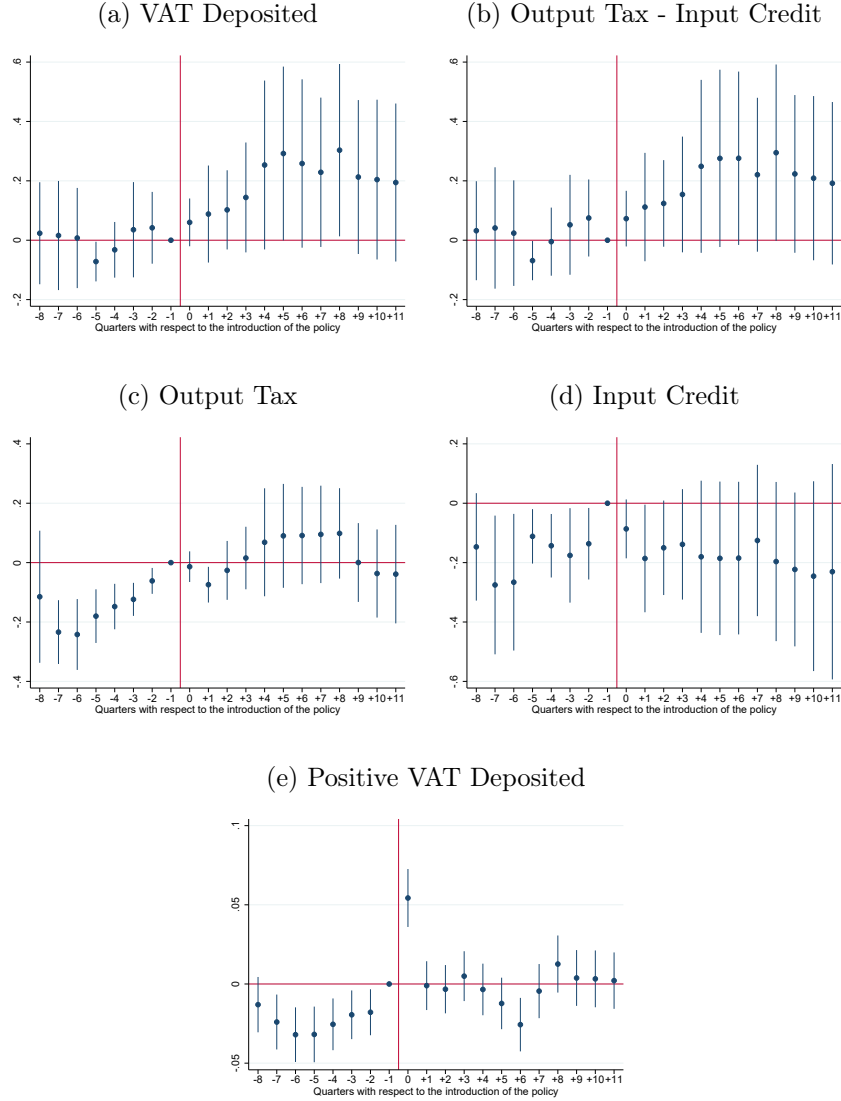 (a) VAT Deposited
(b) Output Tax - Input Credit
.6
.4
.2
0
-.2
-8 -7 -6 -5 -4 -3 -2 -1 0 +1 +2 +3 +4 +5 +6 +7 +8 +9 +10 +11
Quarters with respect to the introduction of the policy
.6
.4
.2
0
-.2
-8 -7 -6 -5 -4 -3 -2 -1 0 +1 +2 +3 +4 +5 +6 +7 +8 +9 +10 +11
Quarters with respect to the introduction of the policy
(c) Output Tax
(d) Input Credit
.4
.2
0
-.2
-.4
-8 -7 -6 -5 -4 -3 -2 -1 0 +1 +2 +3 +4 +5 +6 +7 +8 +9 +10 +11
Quarters with respect to the introduction of the policy
.2
0
-.2
-.4
-.6
-8 -7 -6 -5 -4 -3 -2 -1 0 +1 +2 +3 +4 +5 +6 +7 +8 +9 +10 +11
Quarters with respect to the introduction of the policy
(e) Positive VAT Deposited
.1
.05
0
-.05
-8 -7 -6 -5 -4 -3 -2 -1 0 +1 +2 +3 +4 +5 +6 +7 +8 +9 +10 +11
Quarters with respect to the introduction of the policy